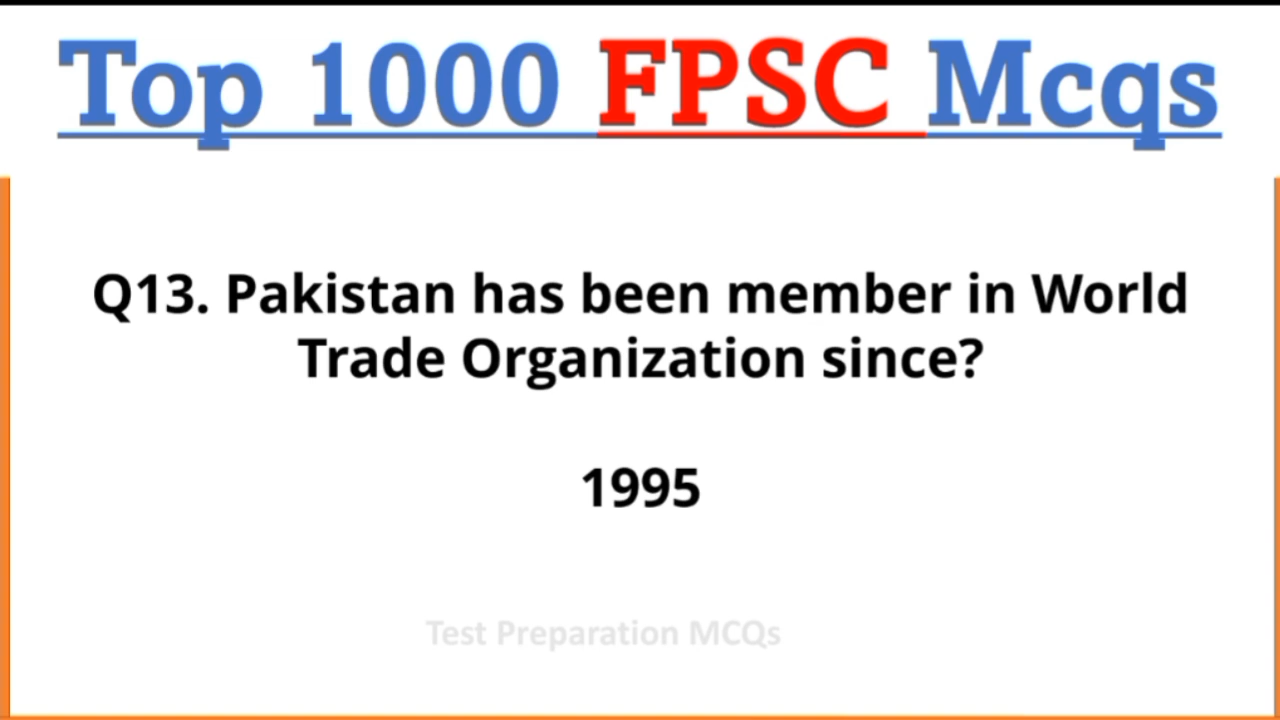 Top 1000 FPSC Mcqs
Q13. Pakistan has been member in World
Trade Organization since?
1995
Test Preparation MCQs